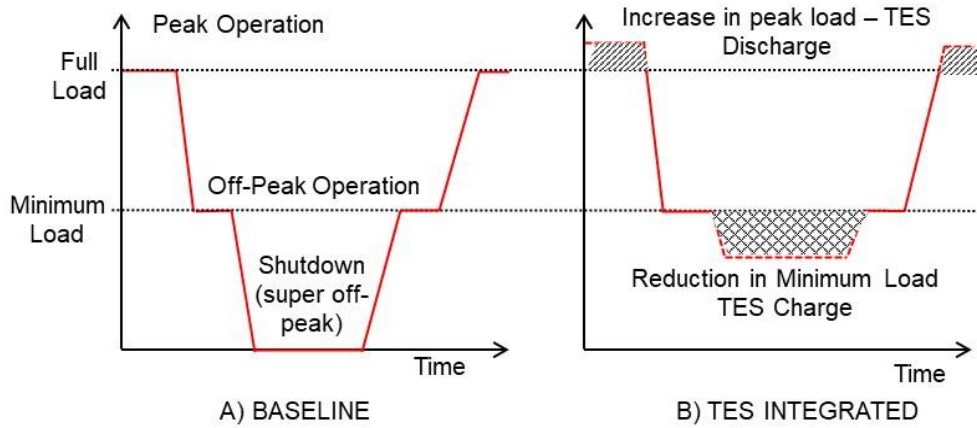 Peak Operation
Full
Load
Off-Peak Operation
Minimum
Load
Shutdown
(super off-
peak)
Time
A) BASELINE
Increase in peak load – TES
Discharge
Reduction in Minimum Load
TES Charge
Time
B) TES INTEGRATED